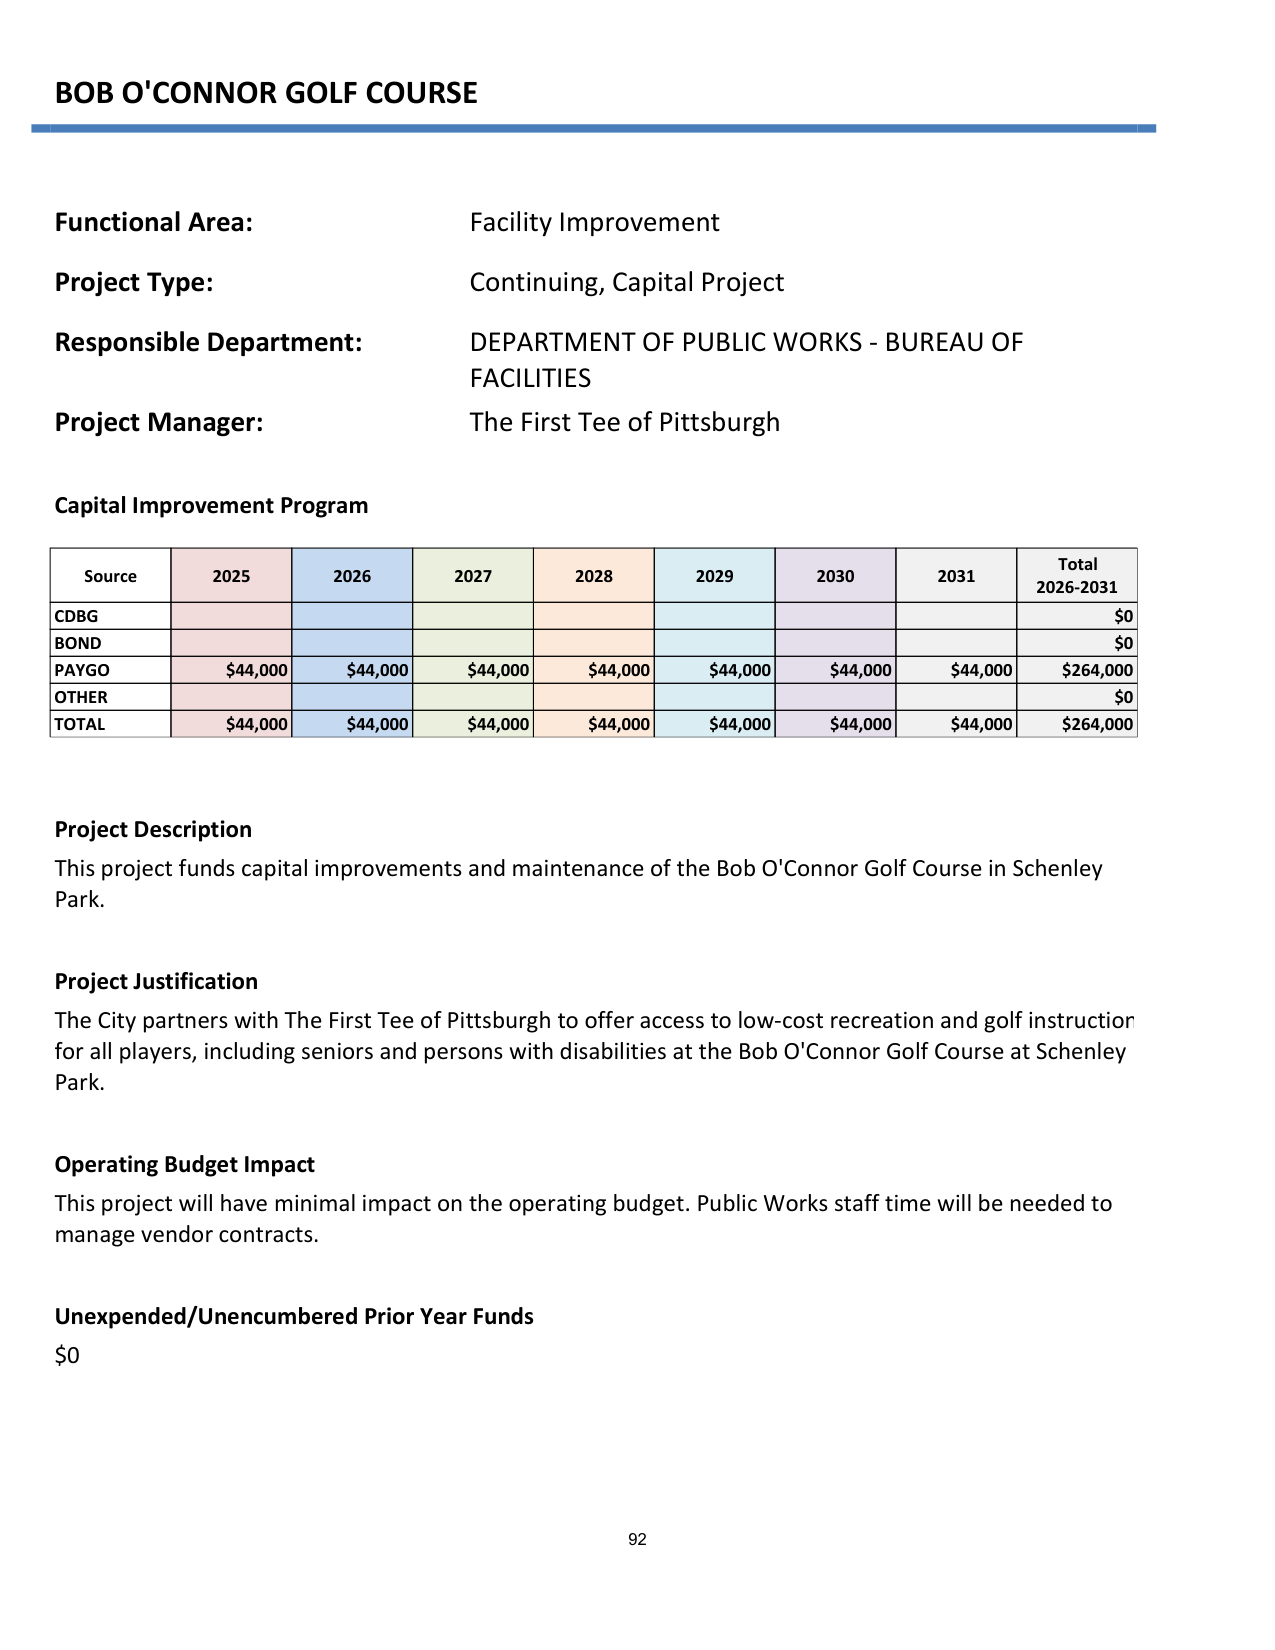 BOB O'CONNOR GOLF COURSE
Functional Area: Facility Improvement
Project Type: Continuing, Capital Project
Responsible Department: DEPARTMENT OF PUBLIC WORKS - BUREAU OF
FACILITIES
Project Manager: The First Tee of Pittsburgh
Capital Improvement Program
Source 2025 2026 2027 2028 2029 2030 2031 Total 2026-2031
CDBG $0
BOND $0
PAYGO $44,000 $44,000 $44,000 $44,000 $44,000 $44,000 $44,000 $264,000
OTHER $0
TOTAL $44,000 $44,000 $44,000 $44,000 $44,000 $44,000 $44,000 $264,000
Project Description
This project funds capital improvements and maintenance of the Bob O'Connor Golf Course in Schenley
Park.
Project Justification
The City partners with The First Tee of Pittsburgh to offer access to low-cost recreation and golf instruction
for all players, including seniors and persons with disabilities at the Bob O'Connor Golf Course at Schenley
Park.
Operating Budget Impact
This project will have minimal impact on the operating budget. Public Works staff time will be needed to
manage vendor contracts.
Unexpended/Unencumbered Prior Year Funds
$0
92